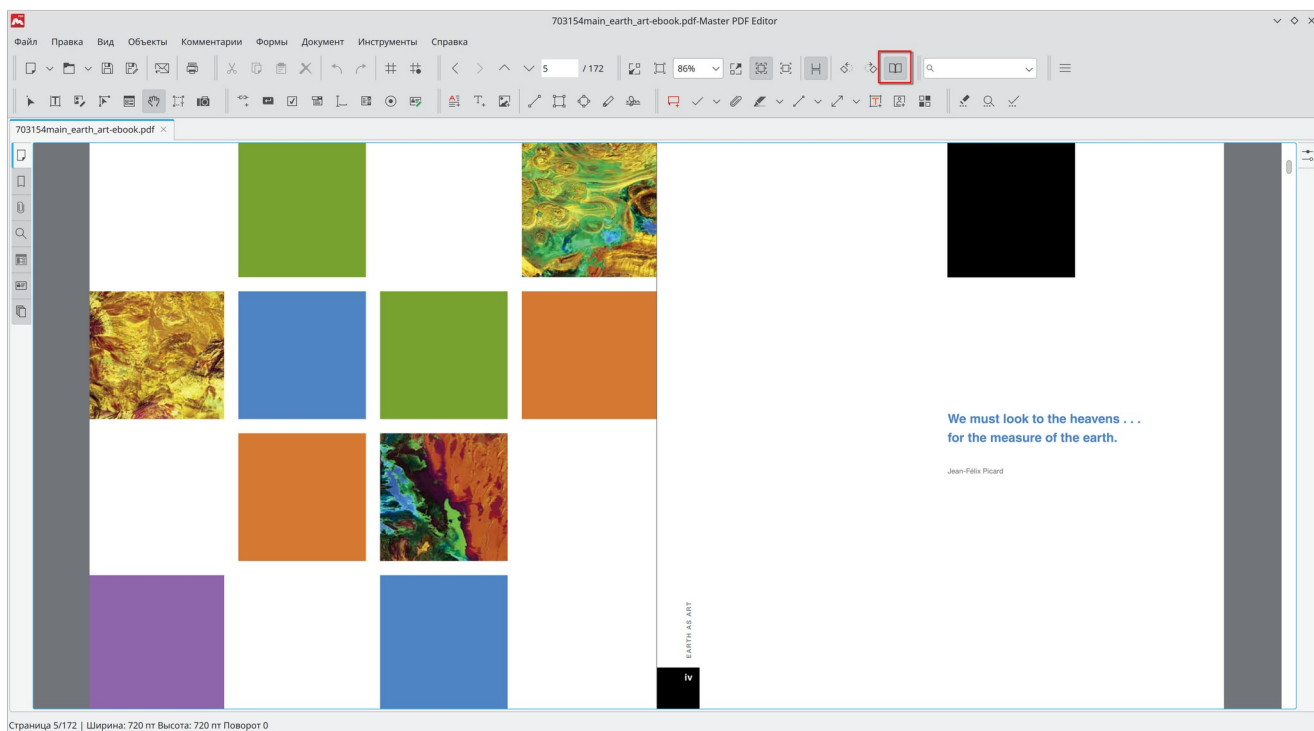 703154main_earth_art-ebook.pdf-Master PDF Editor
Файл Правка Вид Объекты Комментарии Формы Документ Инструменты Справка
5 / 172 86%
703154main_earth_art-ebook.pdf
We must look to the heavens . . .
for the measure of the earth.
Jean-Félix Picard
EARTH AS ART
iv
Страница 5/172 | Ширина: 720 пт Высота: 720 пт Поворот 0